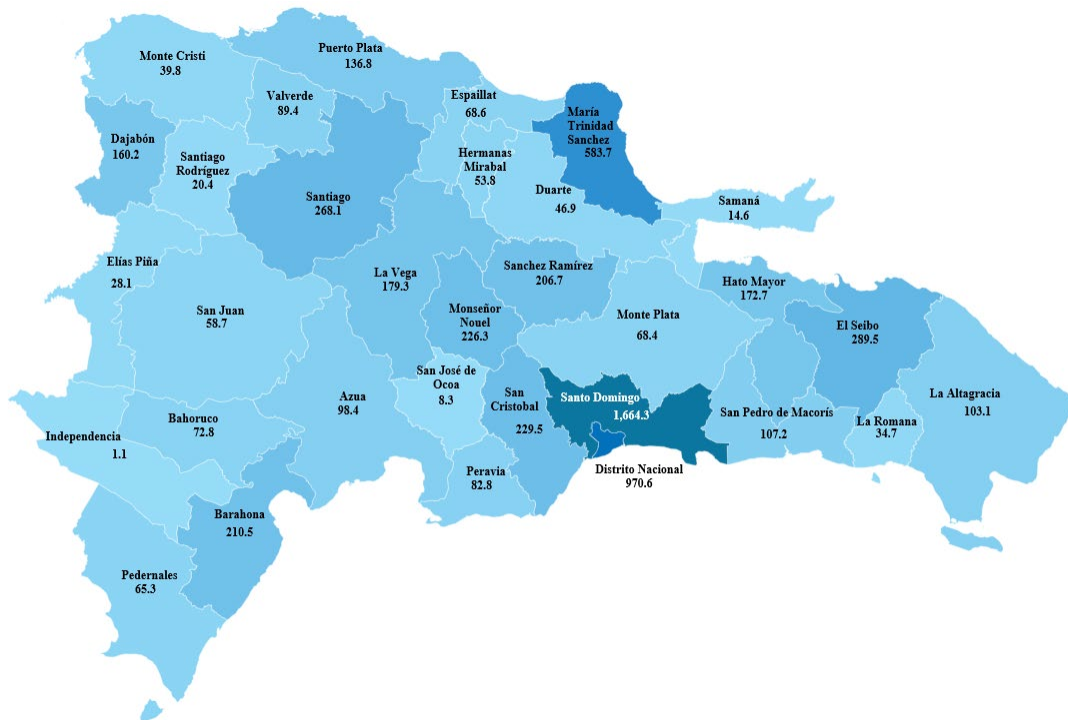 Puerto Plata
136.8
Monte Cristi
39.8
Valverde
89.4
Espaillat
68.6
María
Trinidad
Sanchez
583.7
Dajabón
160.2
Santiago
Rodríguez
20.4
Hermanas
Mirabal
53.8
Duarte
46.9
Santiago
268.1
Samaná
14.6
Elías Piña
28.1
La Vega
179.3
Sanchez Ramírez
206.7
Hato Mayor
172.7
San Juan
58.7
Monseñor
Nouel
226.3
Monte Plata
68.4
El Seibo
289.5
San José de
Ocoa
8.3
Azua
98.4
San
Cristobal
229.5
Santo Domingo
1,664.3
La Altagracia
103.1
Bahoruco
72.8
San Pedro de Macorís
107.2
La Romana
34.7
Independencia
1.1
Peravia
82.8
Distrito Nacional
970.6
Barahona
210.5
Pedernales
65.3